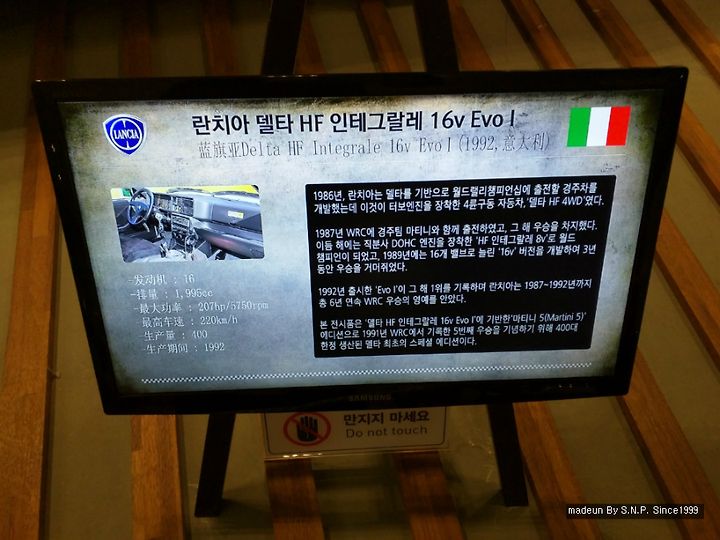 LANCIA
란치아 델타 HF 인테그랄레 16v Evo I
蓝旗亚Delta HF Integrale 16v Evo I (1992,意大利)
1986년, 란치아는 델타를 기반으로 월드랠리챔피언쉽에 출전할 경주차를
개발했는데 이것이 터보엔진을 장착한 4륜구동 자동차,'델타 HF 4WD'였다.
1987년 WRC에 경주팀 마티니와 함께 출전하였고, 그 해 우승을 차지했다.
이듬 해에는 직분사 DOHC 엔진을 장착한 'HF 인테그랄레 8v'로 월드
챔피언이 되었고, 1989년에는 16개 밸브로 늘린 '16v' 버전을 개발하여 3년
동안 우승을 거머쥐었다.
1992년 출시한 'Evo I'이 그 해 1위를 기록하며 란치아는 1987~1992년까지
총 6년 연속 WRC 우승의 영예를 안았다.
본 전시품은 '델타 HF 인테그랄레 16v Evo I'에 기반한'마티니 5(Martini 5)'
에디션으로 1991년 WRC에서 기록한 5번째 우승을 기념하기 위해 400대
한정 생산된 델타 최초의 스페셜 에디션이다.
-发动机 : 16
-排量 : 1,995cc
-最大功率 : 207hp/5750rpm
最高车速 : 220km/h
生产量 : 400
-生产期间 : 1992
SAMSUNG
만지지 마세요
Do not touch
madeun By S.N.P. Since1999